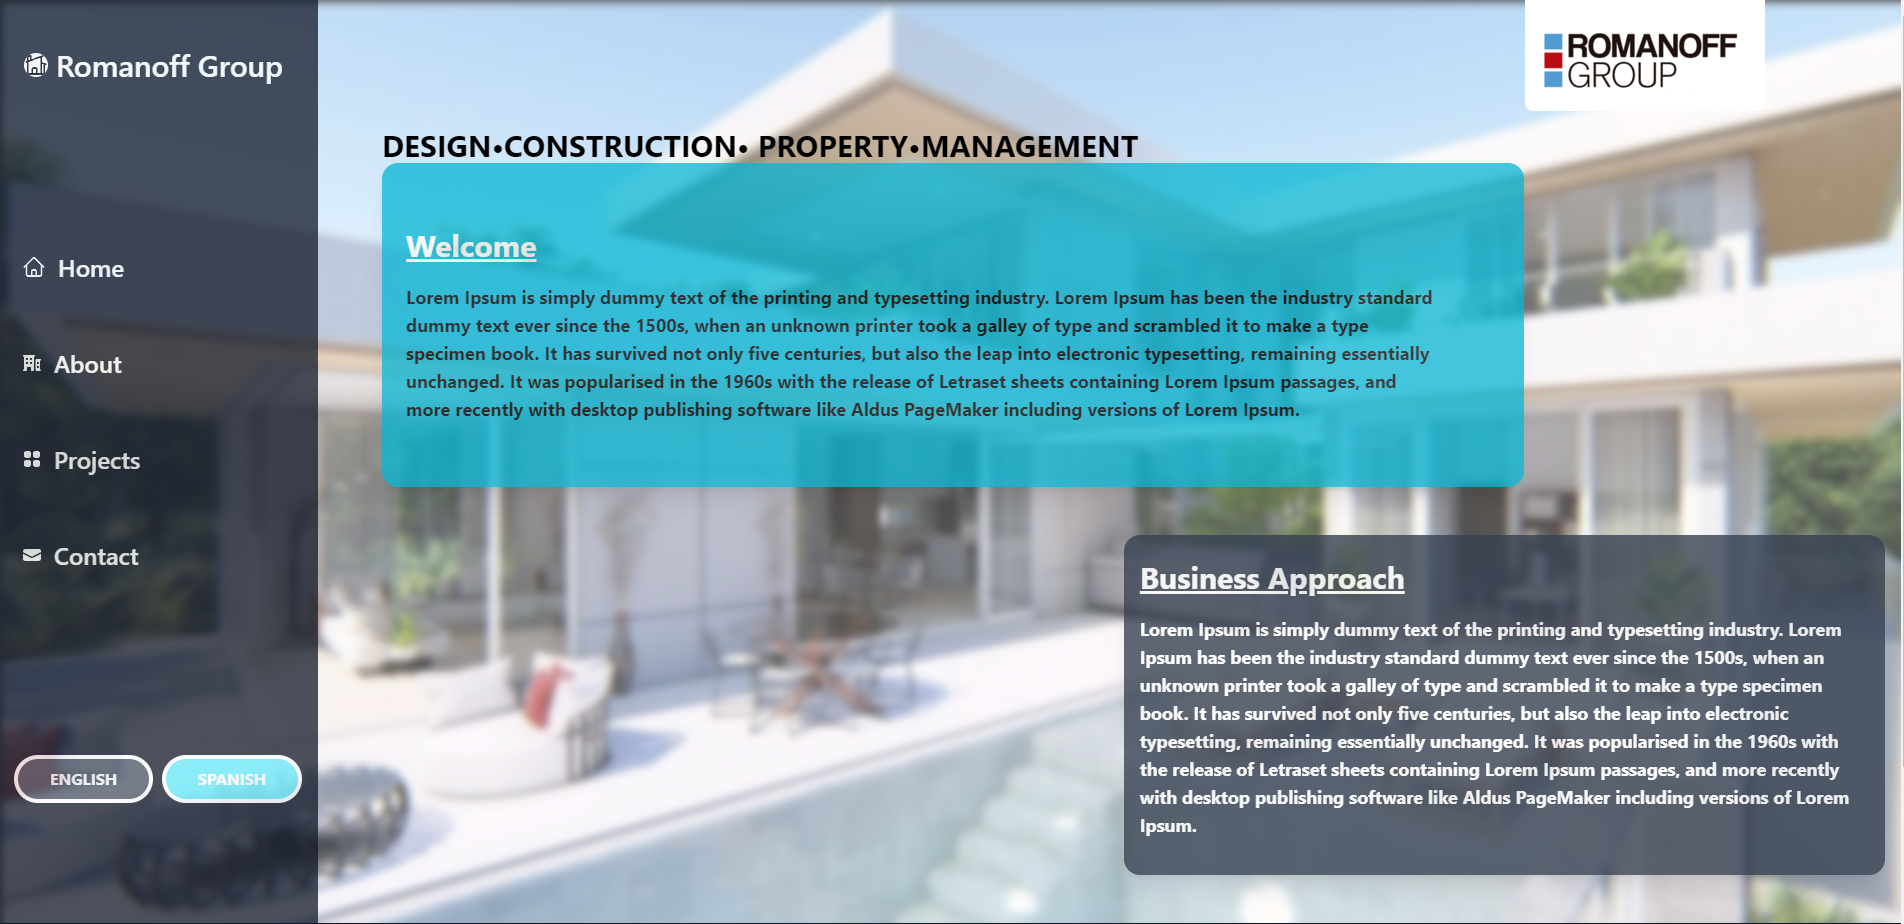 Romanoff Group
Home
About
Projects
Contact
ENGLISH
SPANISH
ROMANOFF
GROUP
DESIGN•CONSTRUCTION• PROPERTY•MANAGEMENT
Welcome
Lorem Ipsum is simply dummy text of the printing and typesetting industry. Lorem Ipsum has been the industry standard
dummy text ever since the 1500s, when an unknown printer took a galley of type and scrambled it to make a type
specimen book. It has survived not only five centuries, but also the leap into electronic typesetting, remaining essentially
unchanged. It was popularised in the 1960s with the release of Letraset sheets containing Lorem Ipsum passages, and
more recently with desktop publishing software like Aldus PageMaker including versions of Lorem Ipsum.
Business Approach
Lorem Ipsum is simply dummy text of the printing and typesetting industry. Lorem
Ipsum has been the industry standard dummy text ever since the 1500s, when an
unknown printer took a galley of type and scrambled it to make a type specimen
book. It has survived not only five centuries, but also the leap into electronic
typesetting, remaining essentially unchanged. It was popularised in the 1960s with
the release of Letraset sheets containing Lorem Ipsum passages, and more recently
with desktop publishing software like Aldus PageMaker including versions of Lorem
Ipsum.